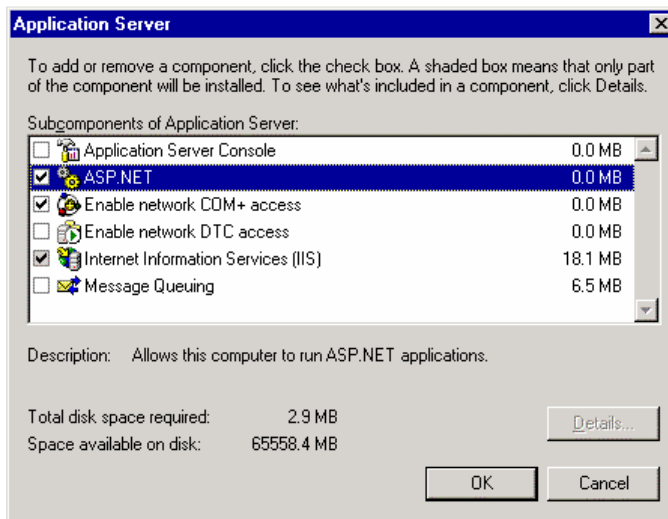 Application Server
To add or remove a component, click the check box. A shaded box means that only part
of the component will be installed. To see what's included in a component, click Details.
Subcomponents of Application Server:
Application Server Console 0.0 MB
ASP.NET 0.0 MB
Enable network COM+ access 0.0 MB
Enable network DTC access 0.0 MB
Internet Information Services (IIS) 18.1 MB
Message Queuing 6.5 MB
Description: Allows this computer to run ASP.NET applications.
Total disk space required: 2.9 MB
Details...
Space available on disk: 65558.4 MB
OK Cancel